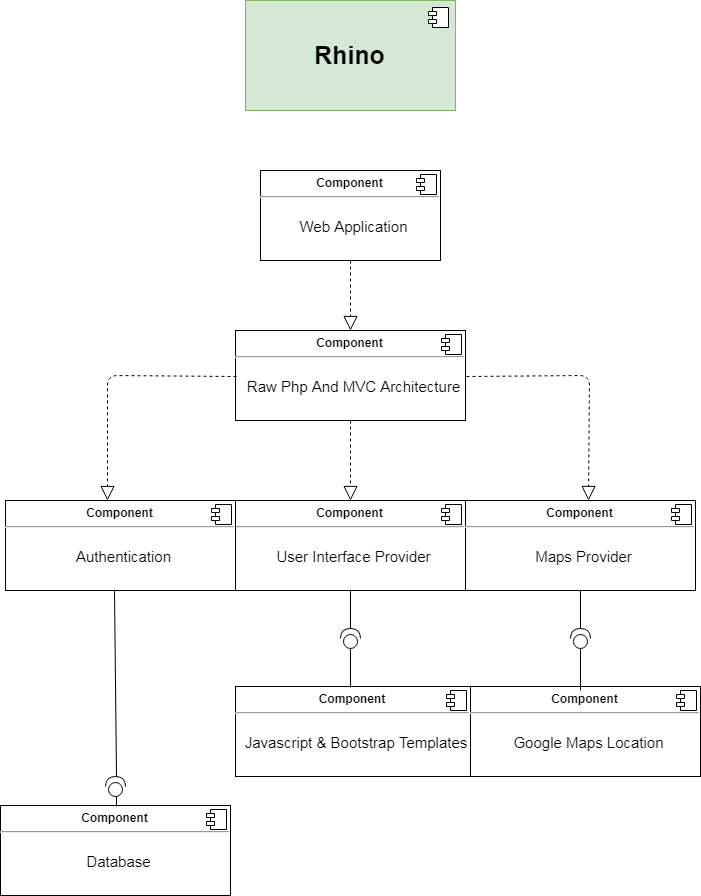 Rhino
Component
Web Application
Component
Raw Php And MVC Architecture
Component
Authentication
Component
User Interface Provider
Component
Maps Provider
Component
Javascript & Bootstrap Templates
Component
Google Maps Location
Component
Database